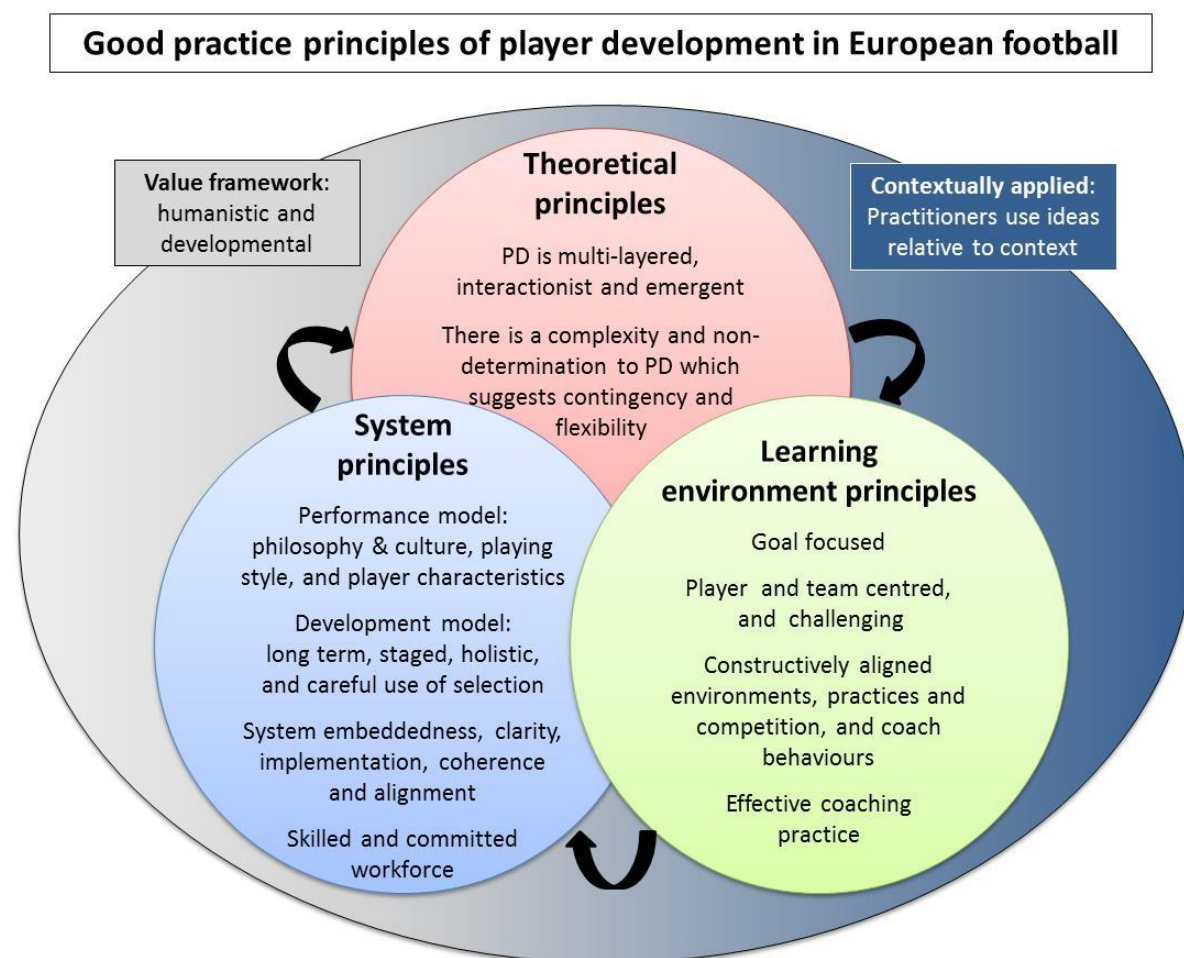 Good practice principles of player development in European football
Value framework:
humanistic and
developmental
Theoretical
principles
PD is multi-layered,
interactionist and emergent
There is a complexity and non-
determination to PD which
suggests contingency and
flexibility
Contextually applied:
Practitioners use ideas
relative to context
System
principles
Performance model:
philosophy & culture, playing
style, and player characteristics
Development model:
long term, staged, holistic,
and careful use of selection
System embeddedness, clarity,
implementation, coherence
and alignment
Skilled and committed
workforce
Learning
environment principles
Goal focused
Player and team centred,
and challenging
Constructively aligned
environments, practices and
competition, and coach
behaviours
Effective coaching
practice